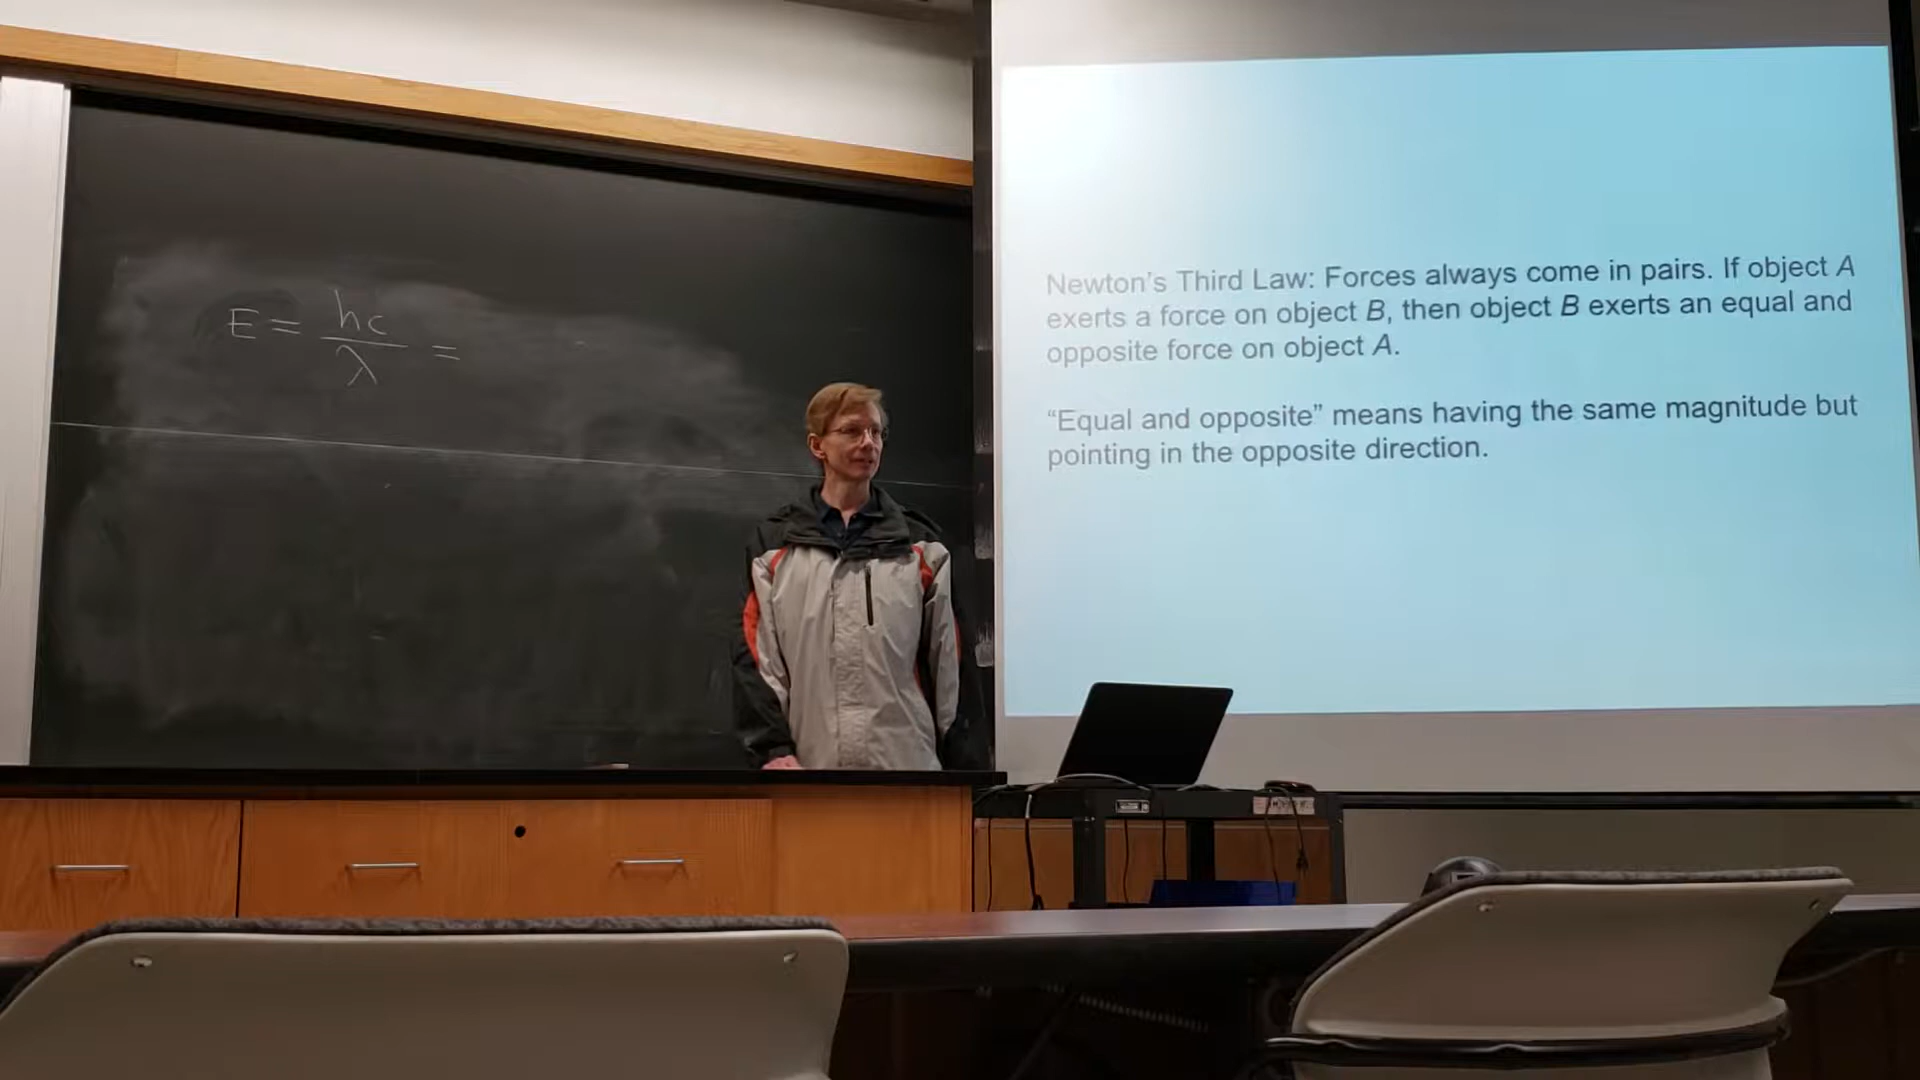 E = hc/λ =
Newton's Third Law: Forces always come in pairs. If object A
exerts a force on object B, then object B exerts an equal and
opposite force on object A.
“Equal and opposite” means having the same magnitude but
pointing in the opposite direction.